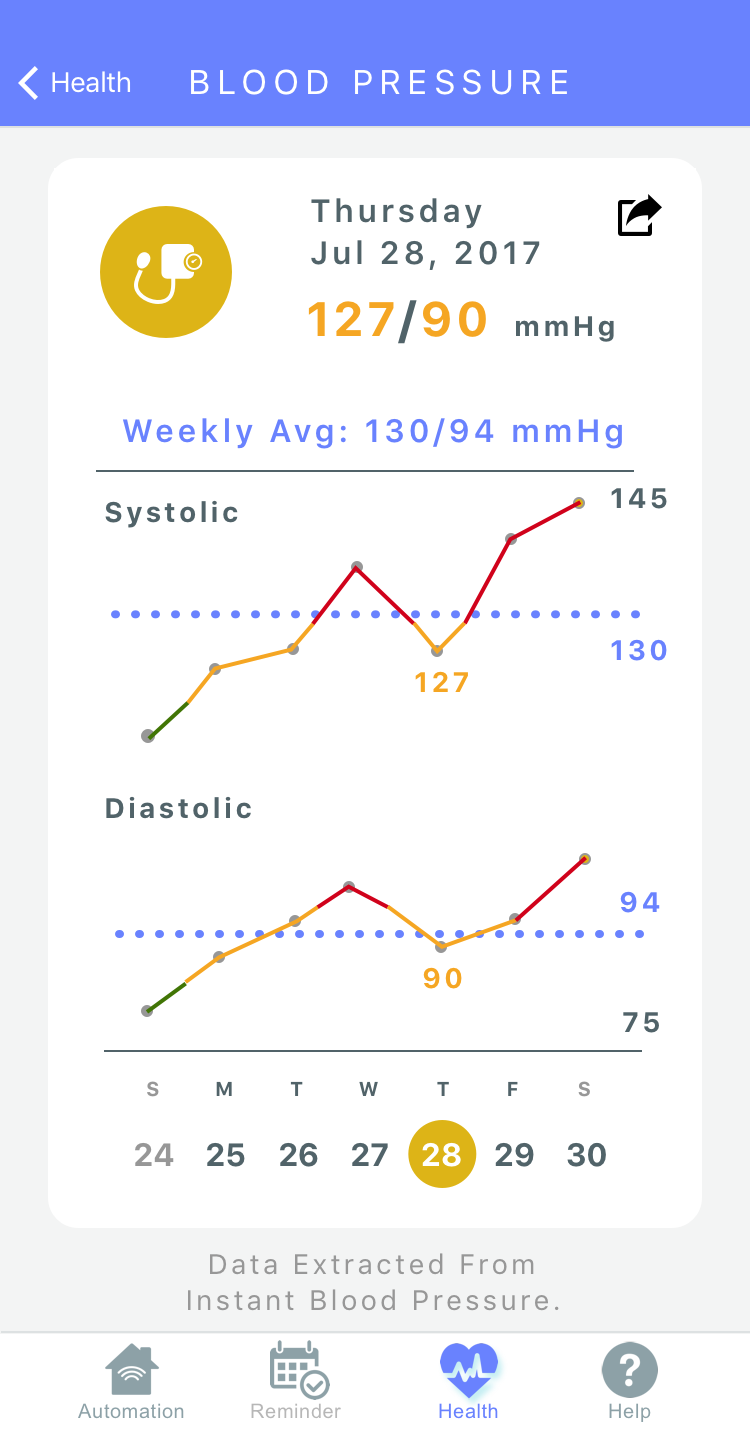 Health
BLOOD PRESSURE
Thursday
Jul 28, 2017
127/90 mmHg
Weekly Avg: 130/94 mmHg
Systolic
145
130
127
Diastolic
94
90
75
S M T W T F S
24 25 26 27 28 29 30
Data Extracted From
Instant Blood Pressure.
Automation Reminder Health ? Help